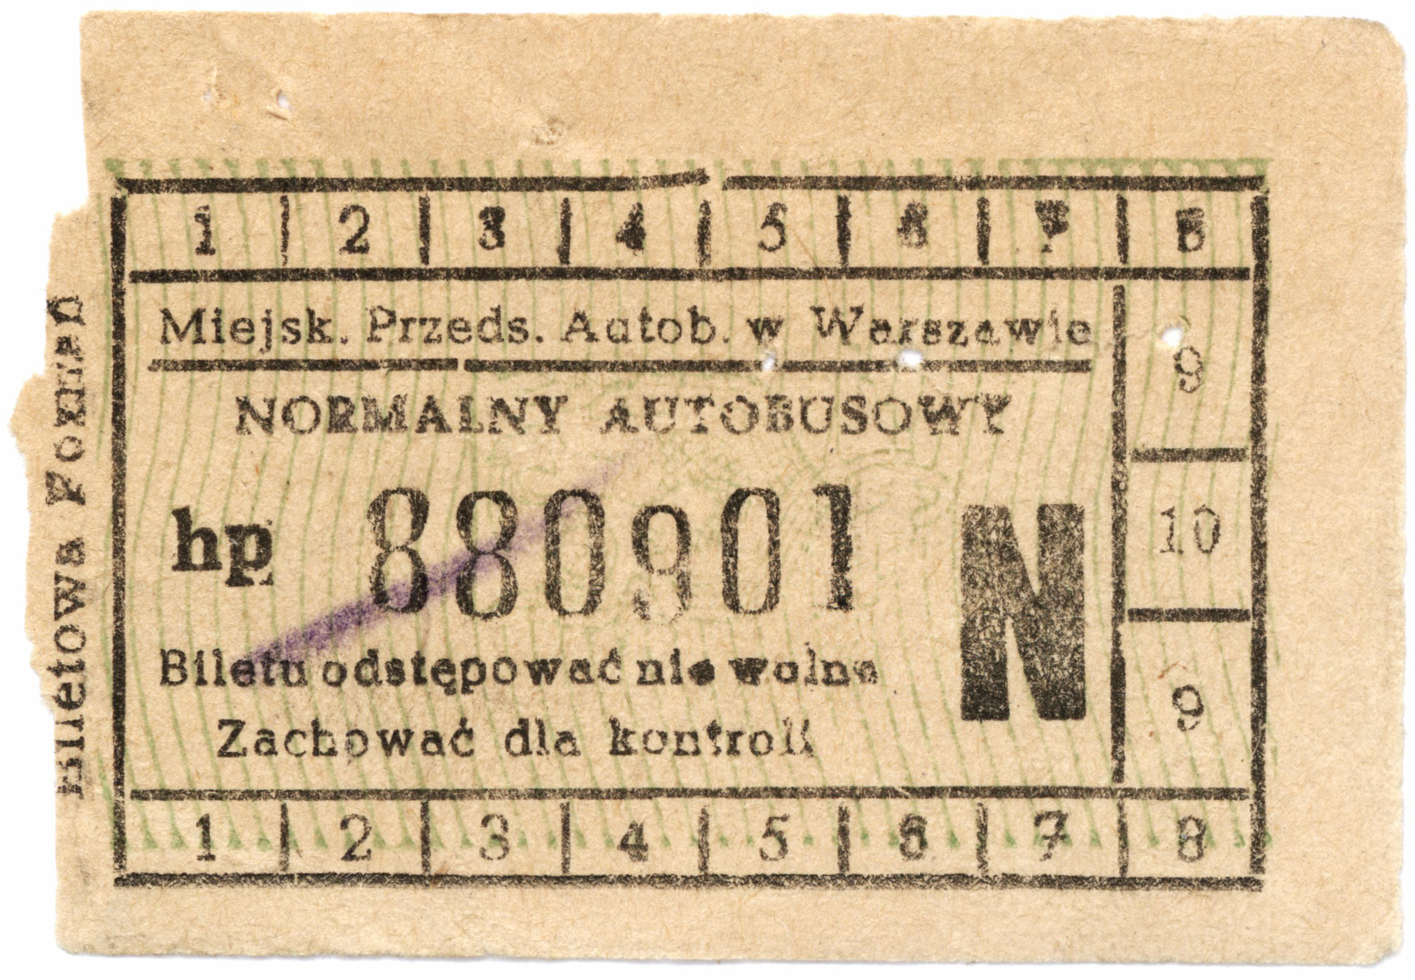 1 2 3 4 5 6 7 8
Miejsk. Przeds. Autob. w Warszawie
9
NORMALNY AUTOBUSOWY
hp 880901 N
10
Biletu odstępować nie wolno
9
Zachować dla kontroli
1 2 3 4 5 6 7 8
Biletowa Poznań